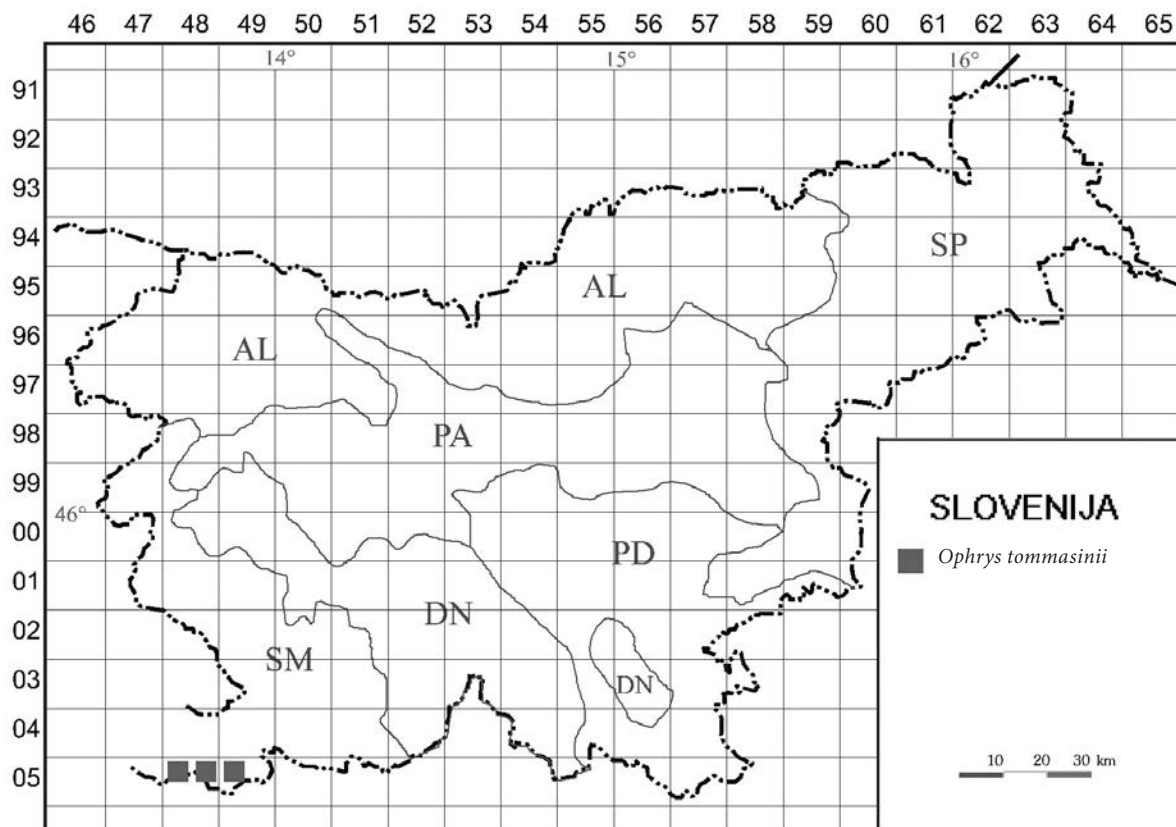 46 47 48 49 50 51 52 53 54 55 56 57 58 59 60 61 62 63 64 65
14° 15° 16°
91
92
93
94 SP
95 AL
96 AL
97
98 PA
99
46° SLOVENIJA
00
PD Ophrys tommasinii
01
02 DN
03 SM DN
04
05
10 20 30 km